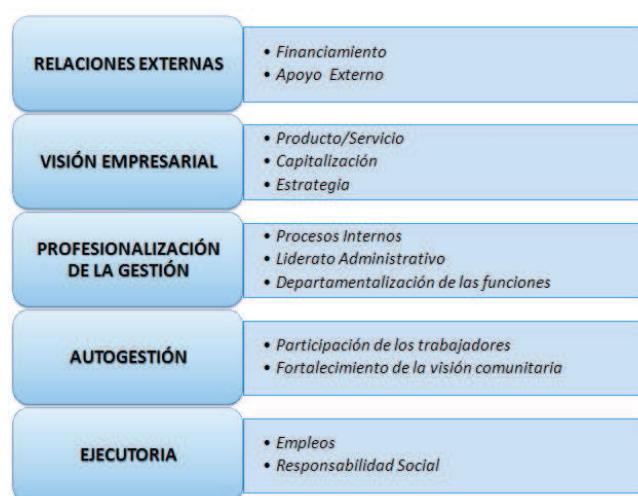 RELACIONES EXTERNAS
• Financiamiento
• Apoyo Externo
VISIÓN EMPRESARIAL
• Producto/Servicio
• Capitalización
• Estrategia
PROFESIONALIZACIÓN
DE LA GESTIÓN
• Procesos Internos
• Liderato Administrativo
• Departamentalización de las funciones
AUTOGESTIÓN
• Participación de los trabajadores
• Fortalecimiento de la visión comunitaria
EJECUTORIA
• Empleos
• Responsabilidad Social